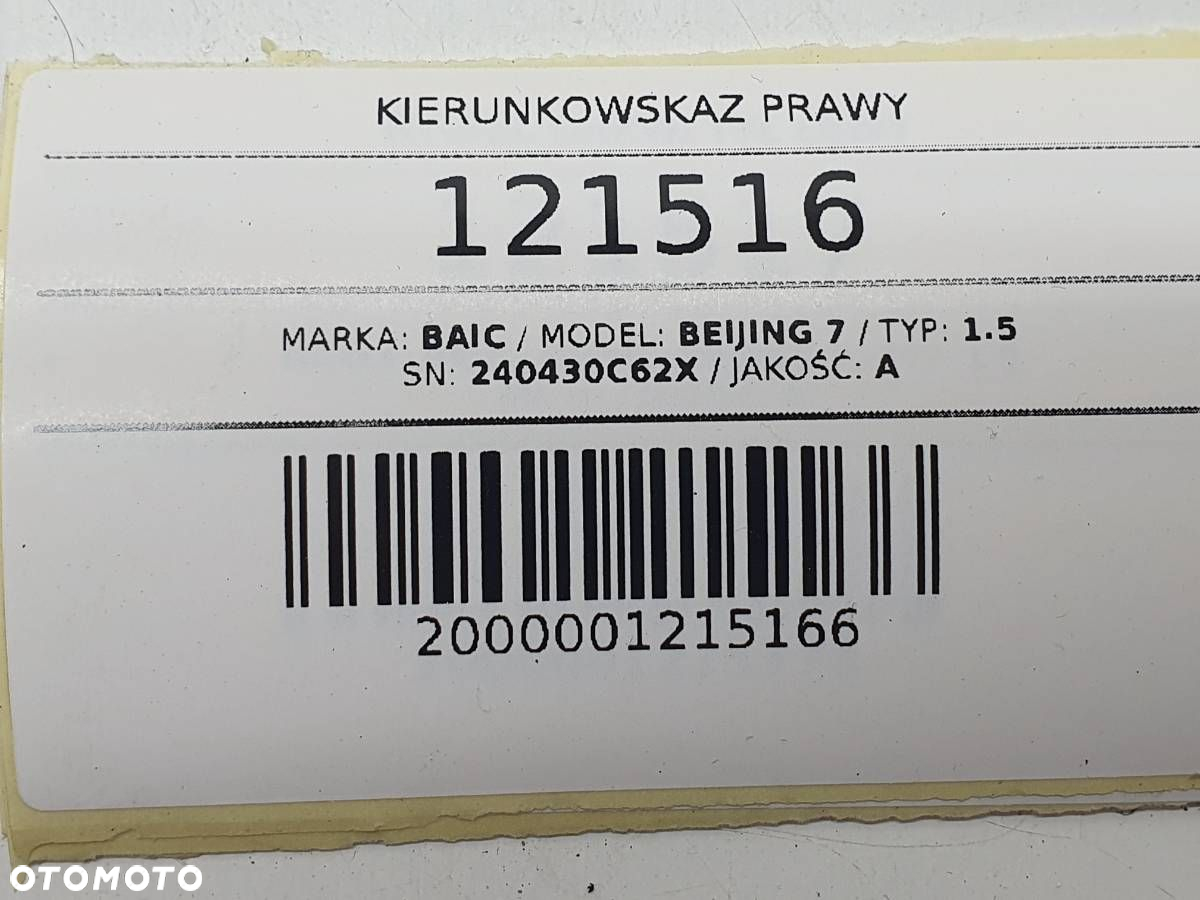 KIERUNKOWSKAZ PRAWY
121516
MARKA: BAIC / MODEL: BEIJING 7 / TYP: 1.5
SN: 240430C62X / JAKOŚĆ: A
2000001215166
OTOMOTO